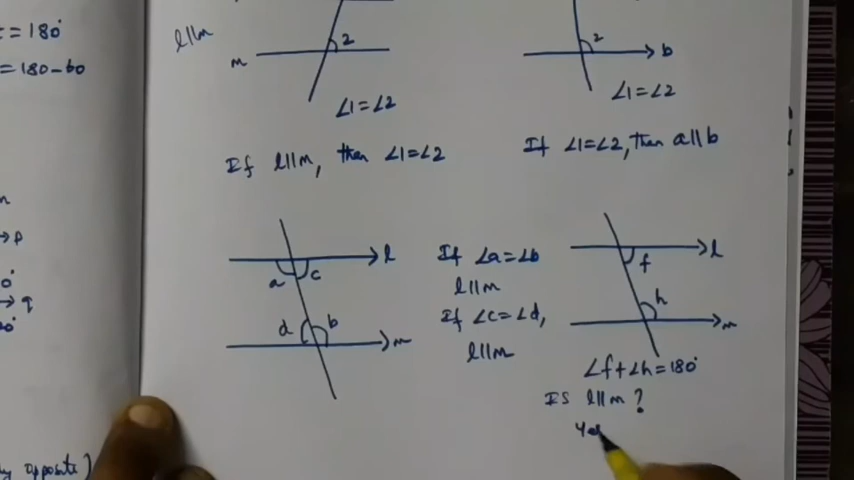 = 180°
= 180-60
l||m
m
2
∠1=∠2
If l||m, then ∠1=∠2
2
b
∠1=∠2
If ∠1=∠2, then a||b
p
q
l
a
c
d
b
m
If ∠a=∠b
l||m
If ∠c=∠d,
l||m
l
f
h
m
∠f+∠h=180°
Is l||m?
Yes
opposite)